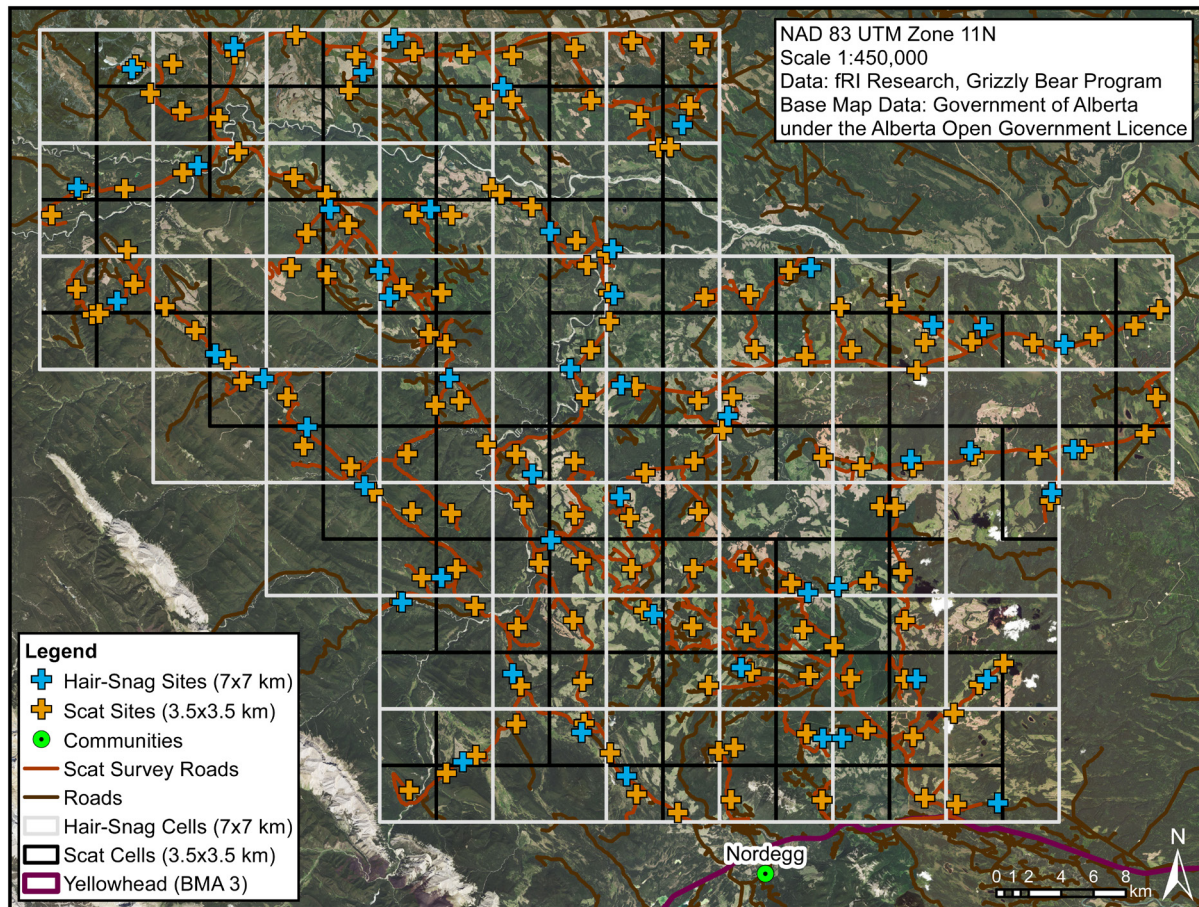 NAD 83 UTM Zone 11N
Scale 1:450,000
Data: fRI Research, Grizzly Bear Program
Base Map Data: Government of Alberta
under the Alberta Open Government Licence
Legend
Hair-Snag Sites (7x7 km)
Scat Sites (3.5x3.5 km)
Communities
Scat Survey Roads
Roads
Hair-Snag Cells (7x7 km)
Scat Cells (3.5x3.5 km)
Yellowhead (BMA 3)
Nordegg
N
0 1 2 4 6 8
km